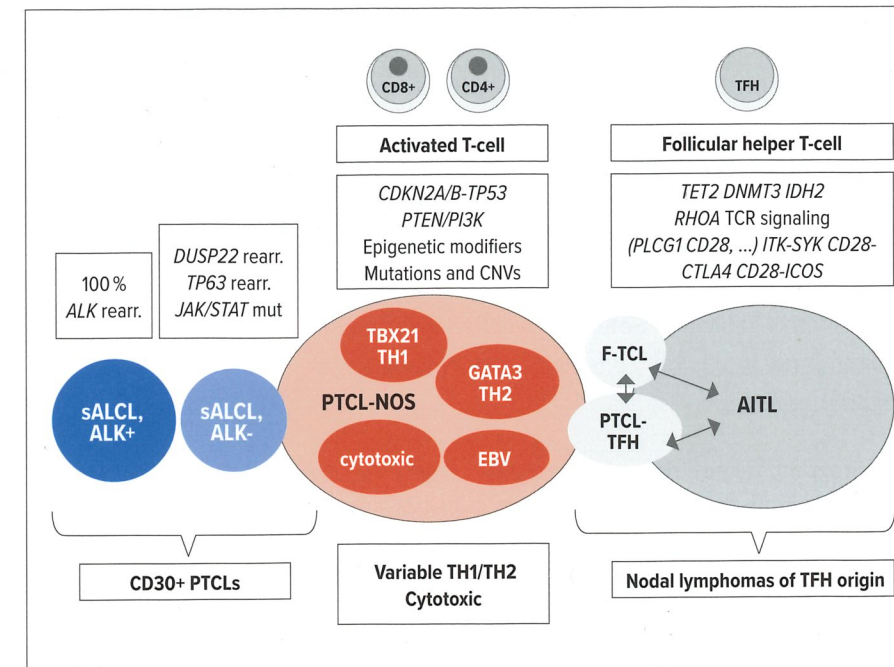 CD8+
CD4+
TFH
Activated T-cell
Follicular helper T-cell
CDKN2A/B-TP53
PTEN/PI3K
Epigenetic modifiers
Mutations and CNVs
TET2 DNMT3 IDH2
RHOA TCR signaling
(PLCG1 CD28, ...) ITK-SYK CD28-
CTLA4 CD28-ICOS
100 %
ALK rearr.
DUSP22 rearr.
TP63 rearr.
JAK/STAT mut
sALCL,
ALK+
sALCL,
ALK-
PTCL-NOS
TBX21
TH1
GATA3
TH2
cytotoxic
EBV
F-TCL
PTCL-
TFH
AITL
CD30+ PTCLs
Variable TH1/TH2
Cytotoxic
Nodal lymphomas of TFH origin